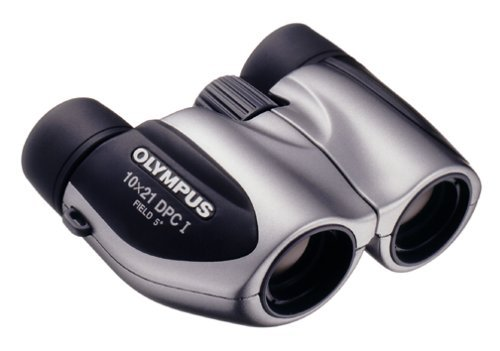 OLYMPUS
10×21 DPC I
FIELD 5°